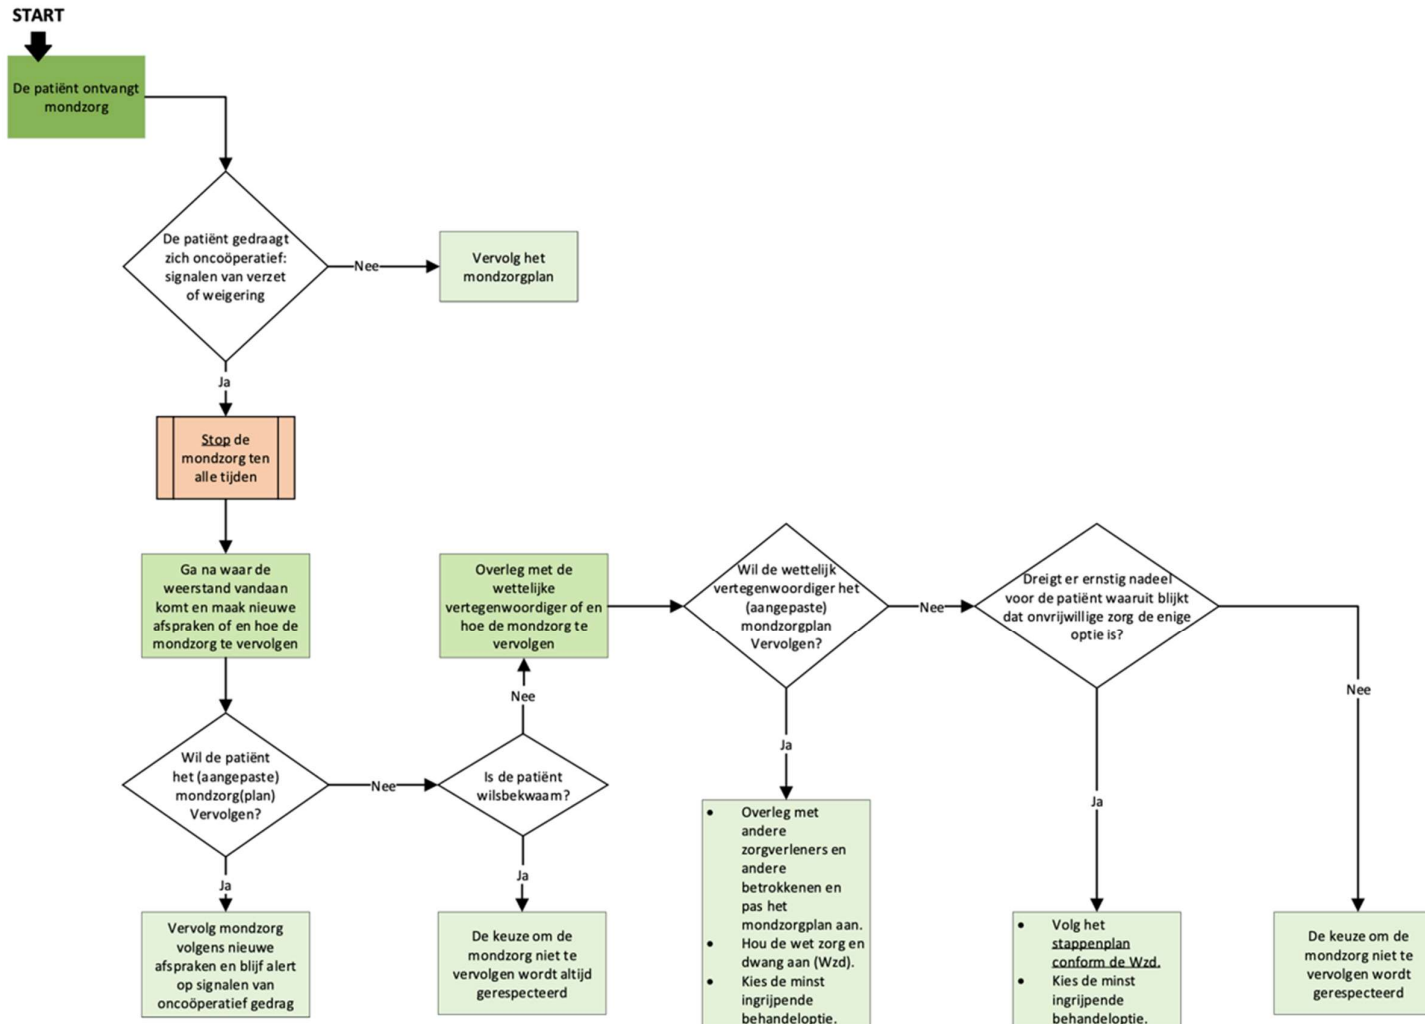 START
De patiënt ontvangt
mondzorg
De patiënt gedraagt
zich oncoöperatief:
signalen van verzet
of weigering
Nee
Vervolg het
mondzorgplan
Ja
Stop de
mondzorg ten
alle tijden
Ga na waar de
weerstand vandaan
komt en maak nieuwe
afspraken of en hoe de
mondzorg te vervolgen
Wil de patiënt
het (aangepaste)
mondzorg(plan)
Vervolgen?
Ja
Vervolg mondzorg
volgens nieuwe
afspraken en blijf alert
op signalen van
oncoöperatief gedrag
Nee
Is de patiënt
wilsbekwaam?
Ja
De keuze om de
mondzorg niet te
vervolgen wordt altijd
gerespecteerd
Nee
Overleg met de
wettelijke
vertegenwoordiger of en
hoe de mondzorg te
vervolgen
Wil de wettelijk
vertegenwoordiger het
(aangepaste)
mondzorgplan
Vervolgen?
Ja
• Overleg met
andere
zorgverleners en
andere
betrokkenen en
pas het
mondzorgplan aan.
• Hou de wet zorg en
dwang aan (Wzd).
• Kies de minst
ingrijpende
behandeloptie.
Nee
Dreigt er ernstig nadeel
voor de patiënt waaruit blijkt
dat onvrijwillige zorg de enige
optie is?
Ja
• Volg het
stappenplan
conform de Wzd.
• Kies de minst
ingrijpende
behandeloptie.
Nee
De keuze om de
mondzorg niet te
vervolgen wordt
gerespecteerd